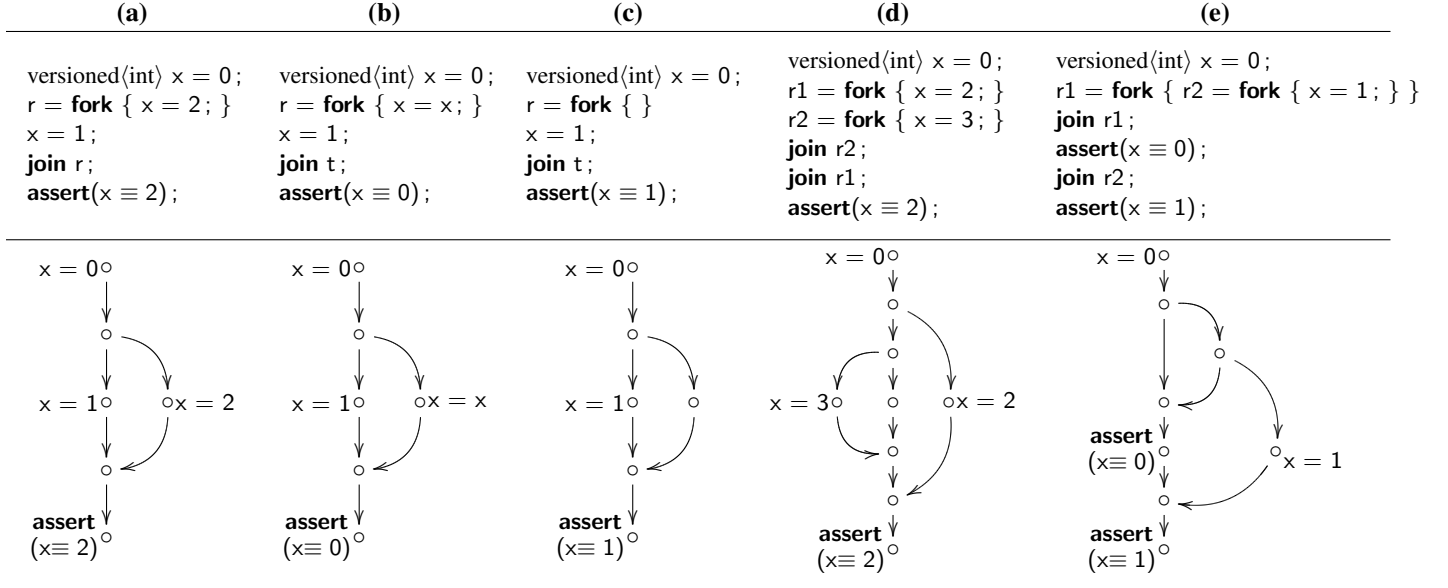 (a) (b) (c) (d) (e)
versioned⟨int⟩ x = 0 ;
r = fork { x = 2 ; }
x = 1 ;
join r ;
assert(x ≡ 2) ;
versioned⟨int⟩ x = 0 ;
r = fork { x = x ; }
x = 1 ;
join t ;
assert(x ≡ 0) ;
versioned⟨int⟩ x = 0 ;
r = fork { }
x = 1 ;
join t ;
assert(x ≡ 1) ;
versioned⟨int⟩ x = 0 ;
r1 = fork { x = 2 ; }
r2 = fork { x = 3 ; }
join r2 ;
join r1 ;
assert(x ≡ 2) ;
versioned⟨int⟩ x = 0 ;
r1 = fork { r2 = fork { x = 1 ; } }
join r1 ;
assert(x ≡ 0) ;
join r2 ;
assert(x ≡ 1) ;
x = 0
x = 1
x = 2
assert
(x≡ 2)
x = 0
x = 1
x = x
assert
(x≡ 0)
x = 0
x = 1
assert
(x≡ 1)
x = 0
x = 3
x = 2
assert
(x≡ 2)
x = 0
assert
(x≡ 0)
x = 1
assert
(x≡ 1)